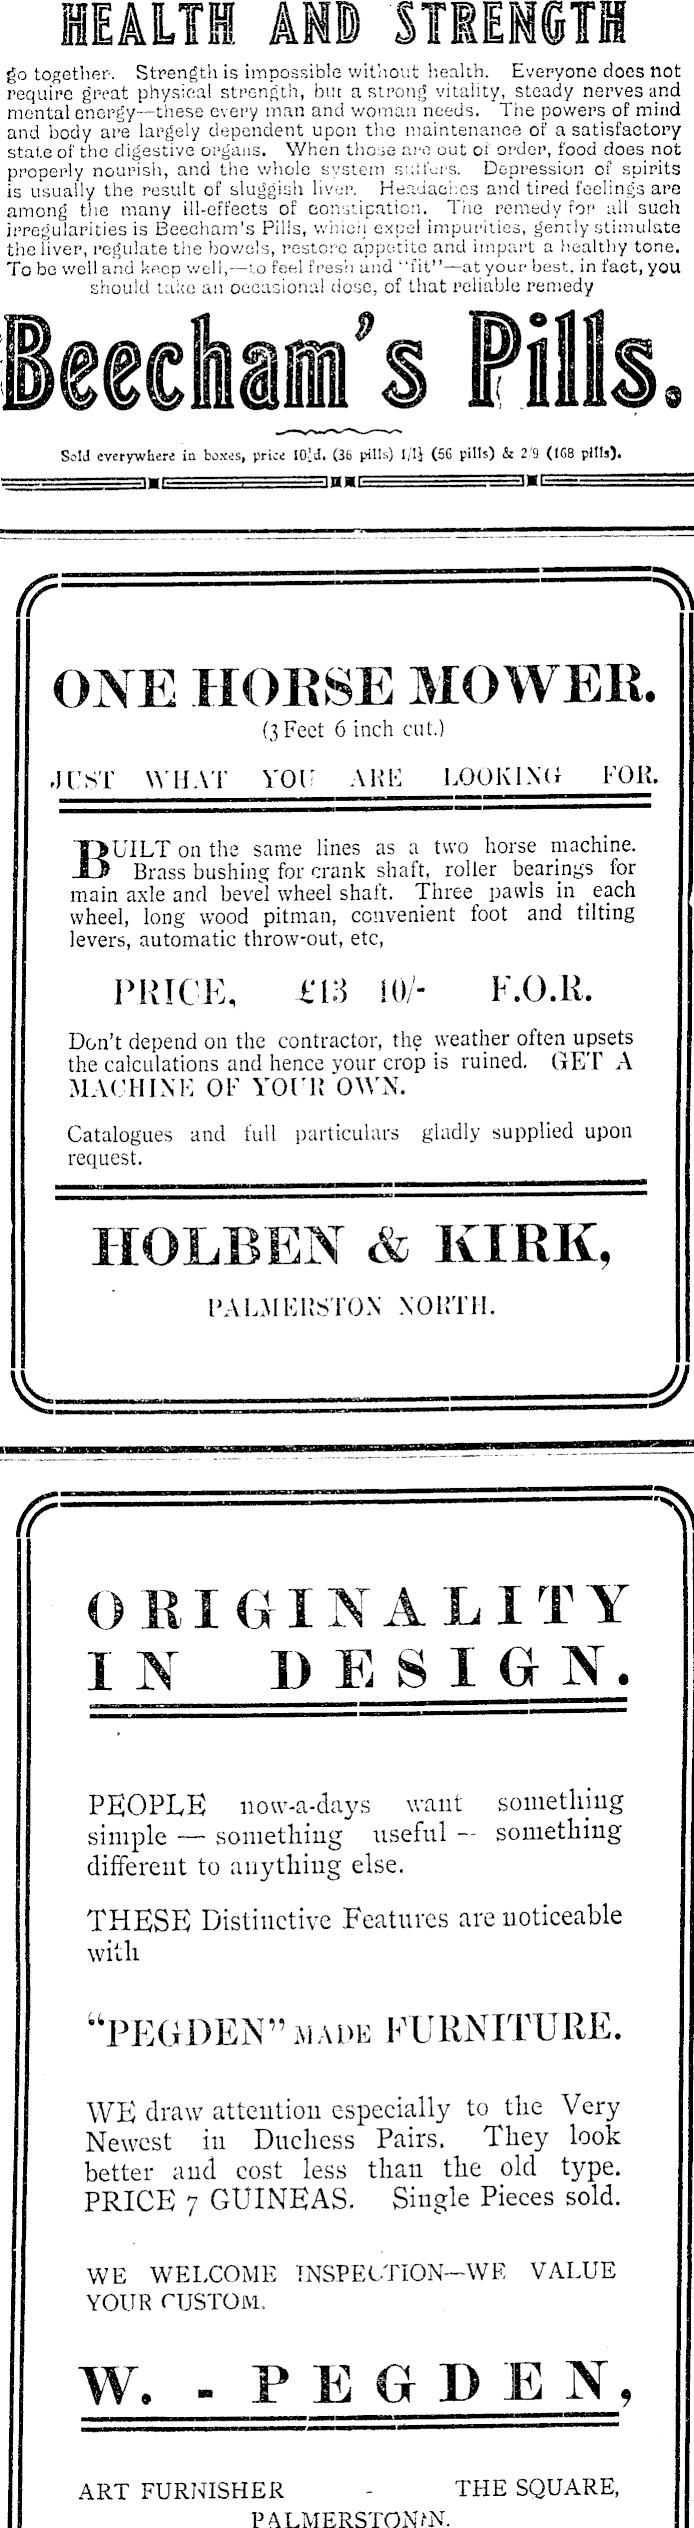 HEALTH AND STRENGTH
go together. Strength is impossible without health. Everyone does not
require great physical strength, but a strong vitality, steady nerves and
mental energy—these every man and woman needs. The powers of mind
and body are largely dependent upon the maintenance of a satisfactory
state of the digestive organs. When those are out of order, food does not
properly nourish, and the whole system suffers. Depression of spirits
is usually the result of sluggish liver. Headaches and tired feelings are
among the many ill-effects of constipation. The remedy for all such
irregularities is Beecham's Pills, which expel impurities, gently stimulate
the liver, regulate the bowels, restore appetite and impart a healthy tone.
To be well and keep well,—to feel fresh and "fit"—at your best, in fact, you
should take an occasional dose, of that reliable remedy
Beecham's Pills.
Sold everywhere in boxes, price 10½d. (36 pills) 1/1½ (56 pills) & 2/9 (168 pills).
ONE HORSE MOWER.
(3 Feet 6 inch cut.)
JUST WHAT YOU ARE LOOKING FOR.
BUILT on the same lines as a two horse machine.
Brass bushing for crank shaft, roller bearings for
main axle and bevel wheel shaft. Three pawls in each
wheel, long wood pitman, convenient foot and tilting
levers, automatic throw-out, etc,
PRICE, £13 10/- F.O.R.
Don't depend on the contractor, the weather often upsets
the calculations and hence your crop is ruined. GET A
MACHINE OF YOUR OWN.
Catalogues and full particulars gladly supplied upon
request.
HOLBEN & KIRK,
PALMERSTON NORTH.
ORIGINALITY
IN DESIGN.
PEOPLE now-a-days want something
simple — something useful — something
different to anything else.
THESE Distinctive Features are noticeable
with
"PEGDEN" MADE FURNITURE.
WE draw attention especially to the Very
Newest in Duchess Pairs. They look
better and cost less than the old type.
PRICE 7 GUINEAS. Single Pieces sold.
WE WELCOME INSPECTION—WE VALUE
YOUR CUSTOM.
W. - PEGDEN,
ART FURNISHER - THE SQUARE,
PALMERSTON N.